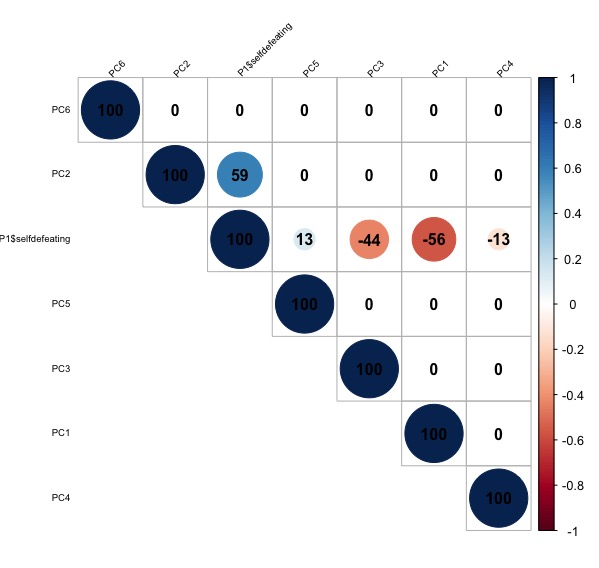 PC6 PC2 P1$selfdefeating PC5 PC3 PC1 PC4
PC6 100 0 0 0 0 0 0
PC2 100 59 0 0 0 0
P1$selfdefeating 100 13 -44 -56 -13
PC5 100 0 0 0
PC3 100 0 0
PC1 100 0
PC4 100
1
0.8
0.6
0.4
0.2
0
-0.2
-0.4
-0.6
-0.8
-1